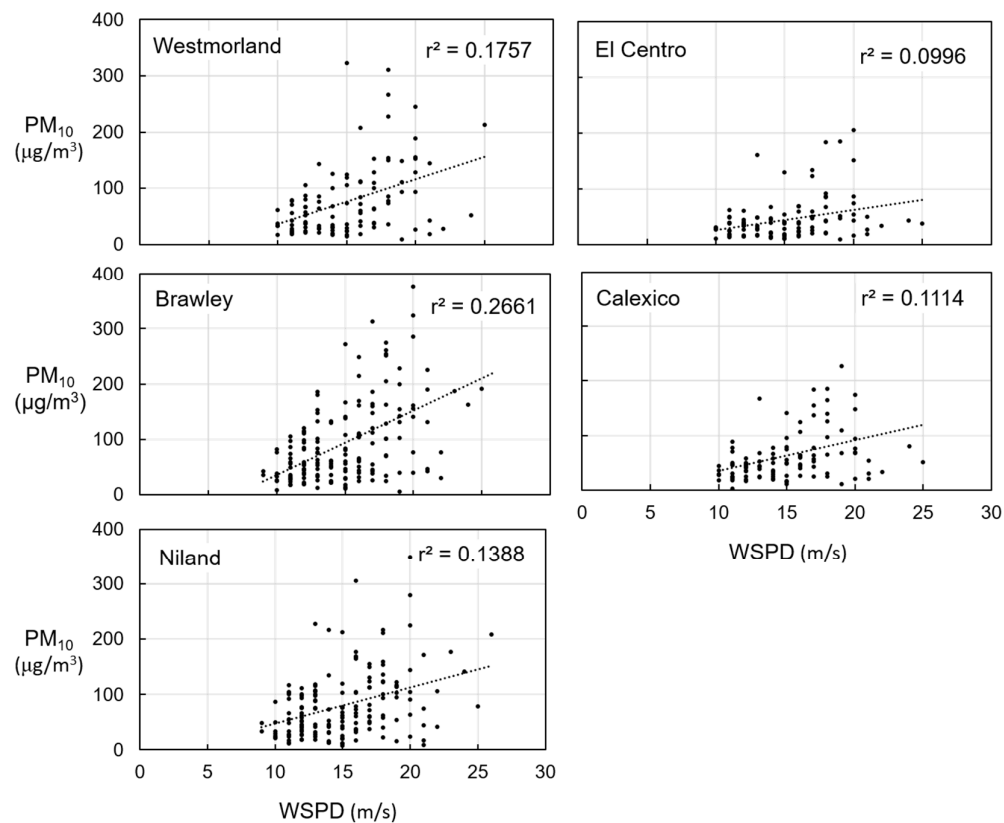 400
300
200
100
0
PM₁₀
(μg/m³)
Westmorland
r² = 0.1757
El Centro
r² = 0.0996
400
300
200
100
0
PM₁₀
(μg/m³)
Brawley
r² = 0.2661
Calexico
r² = 0.1114
0 5 10 15 20 25 30
WSPD (m/s)
400
300
200
100
0
PM₁₀
(μg/m³)
Niland
r² = 0.1388
0 5 10 15 20 25 30
WSPD (m/s)